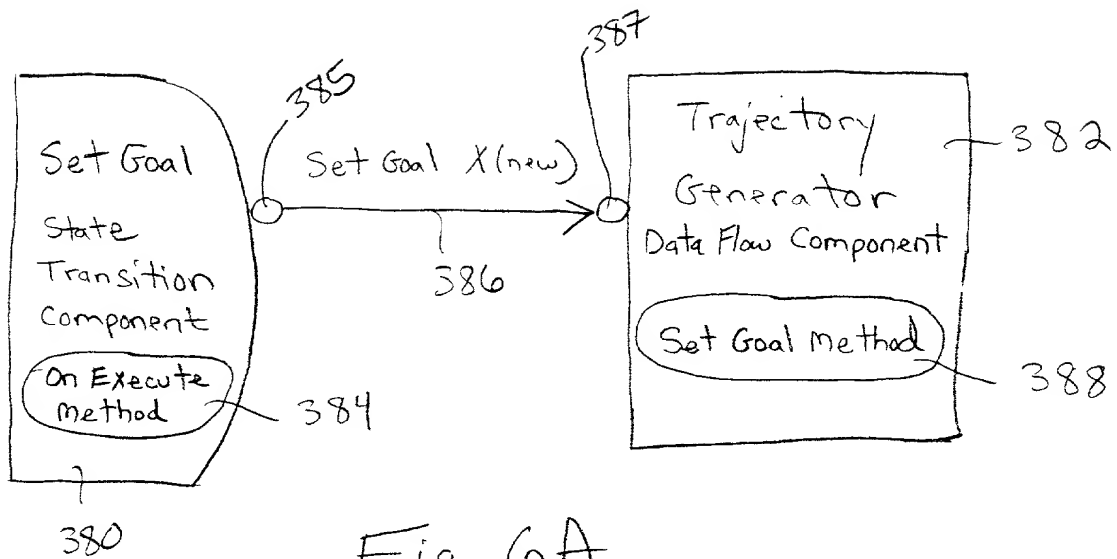 387
385
Set Goal
State
Transition
Component
On Execute
Method
384
380
Set Goal X(new)
386
Trajectory
Generator
Data Flow Component
Set Goal Method
382
388
Fig 6A